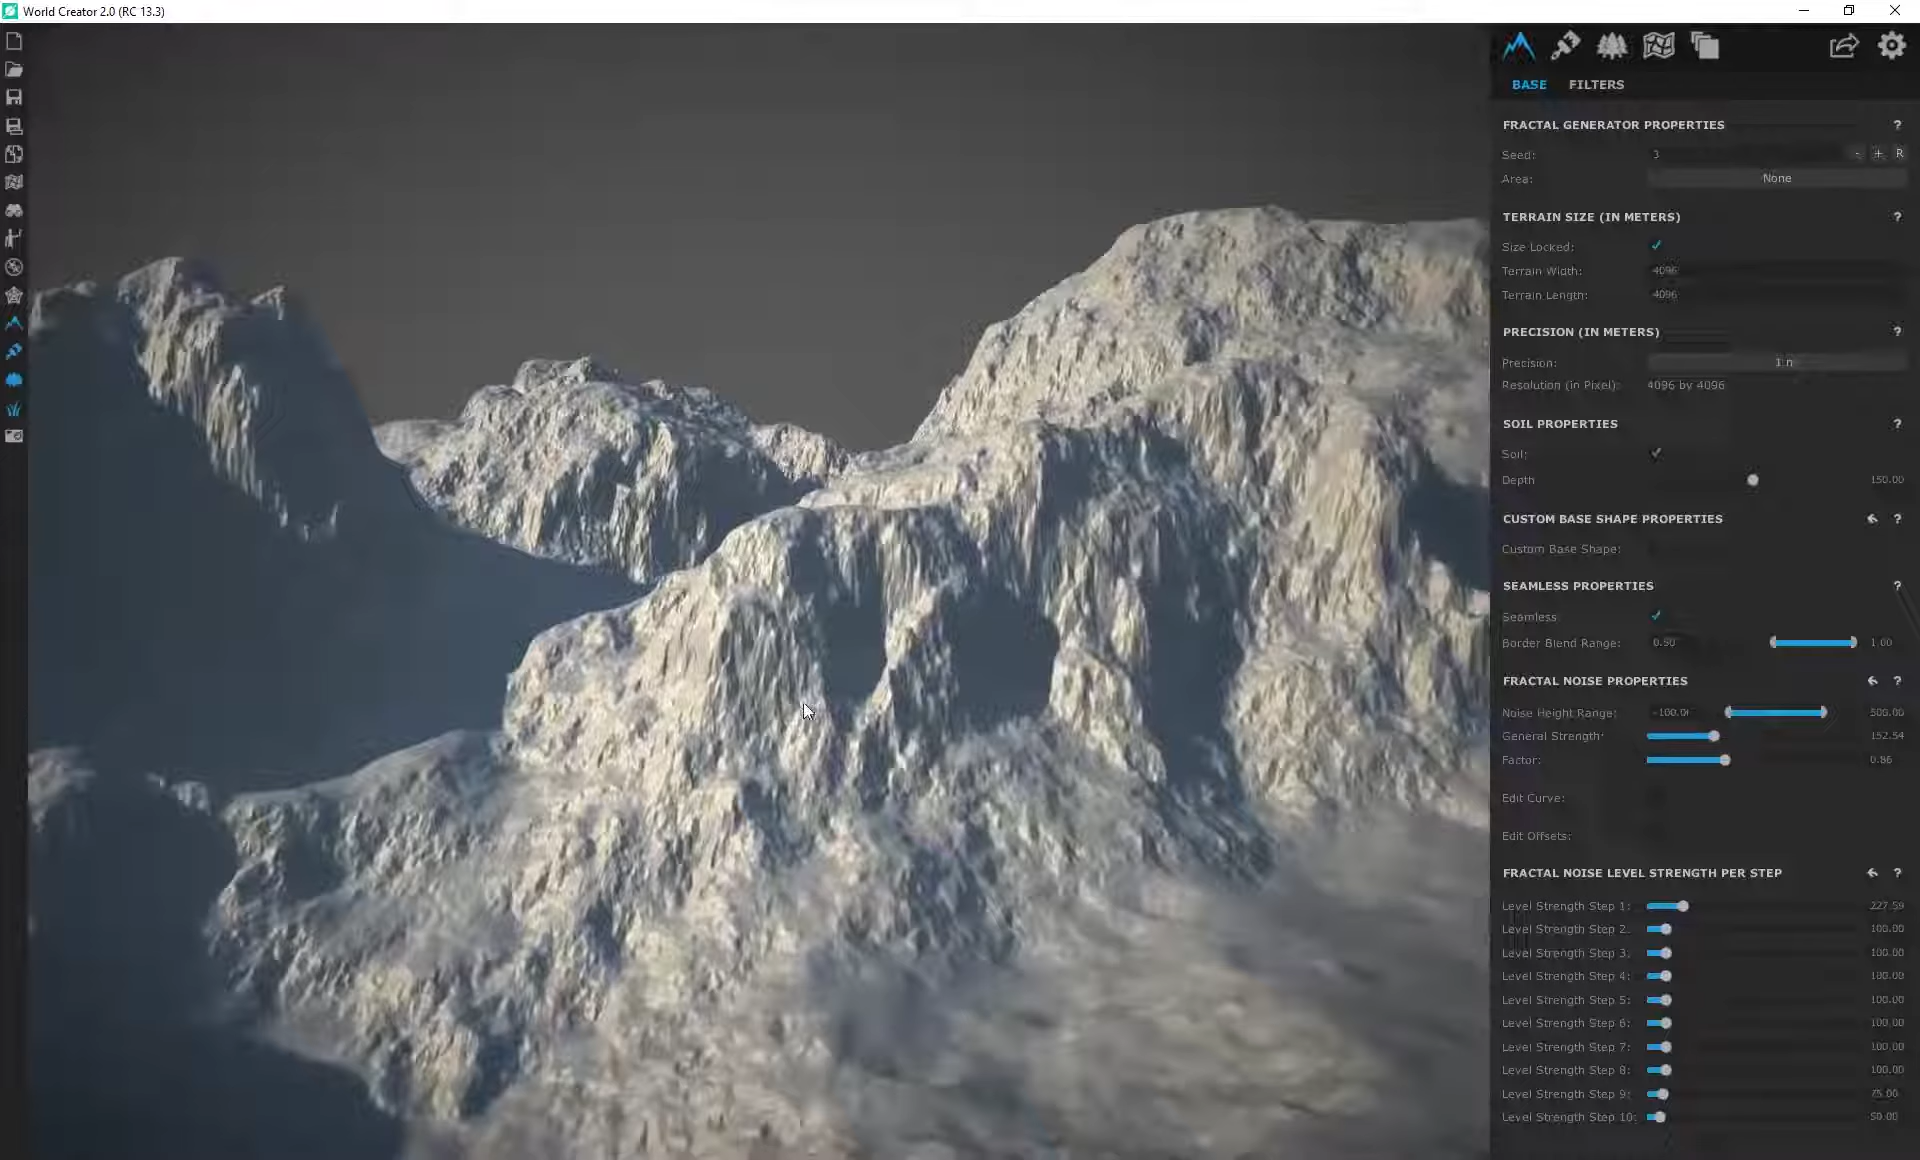 World Creator 2.0 (RC 13.3)
BASE FILTERS
FRACTAL GENERATOR PROPERTIES ?
Seed: 3 - + R
Area: None
TERRAIN SIZE (IN METERS) ?
Size Locked:
Terrain Width: 4096
Terrain Length: 4096
PRECISION (IN METERS) ?
Precision: 1
Resolution (in Pixel): 4096 by 4096
SOIL PROPERTIES ?
Soil:
Depth 150.00
CUSTOM BASE SHAPE PROPERTIES ?
Custom Base Shape:
SEAMLESS PROPERTIES ?
Seamless
Border Blend Range: 0.50 1.00
FRACTAL NOISE PROPERTIES ?
Noise Height Range: -100.0 500.00
General Strength: 152.54
Factor: 0.86
Edit Curve:
Edit Offsets:
FRACTAL NOISE LEVEL STRENGTH PER STEP ?
Level Strength Step 1: 227.59
Level Strength Step 2: 100.00
Level Strength Step 3: 100.00
Level Strength Step 4: 100.00
Level Strength Step 5: 100.00
Level Strength Step 6: 100.00
Level Strength Step 7: 100.00
Level Strength Step 8: 100.00
Level Strength Step 9: 75.00
Level Strength Step 10: 50.00